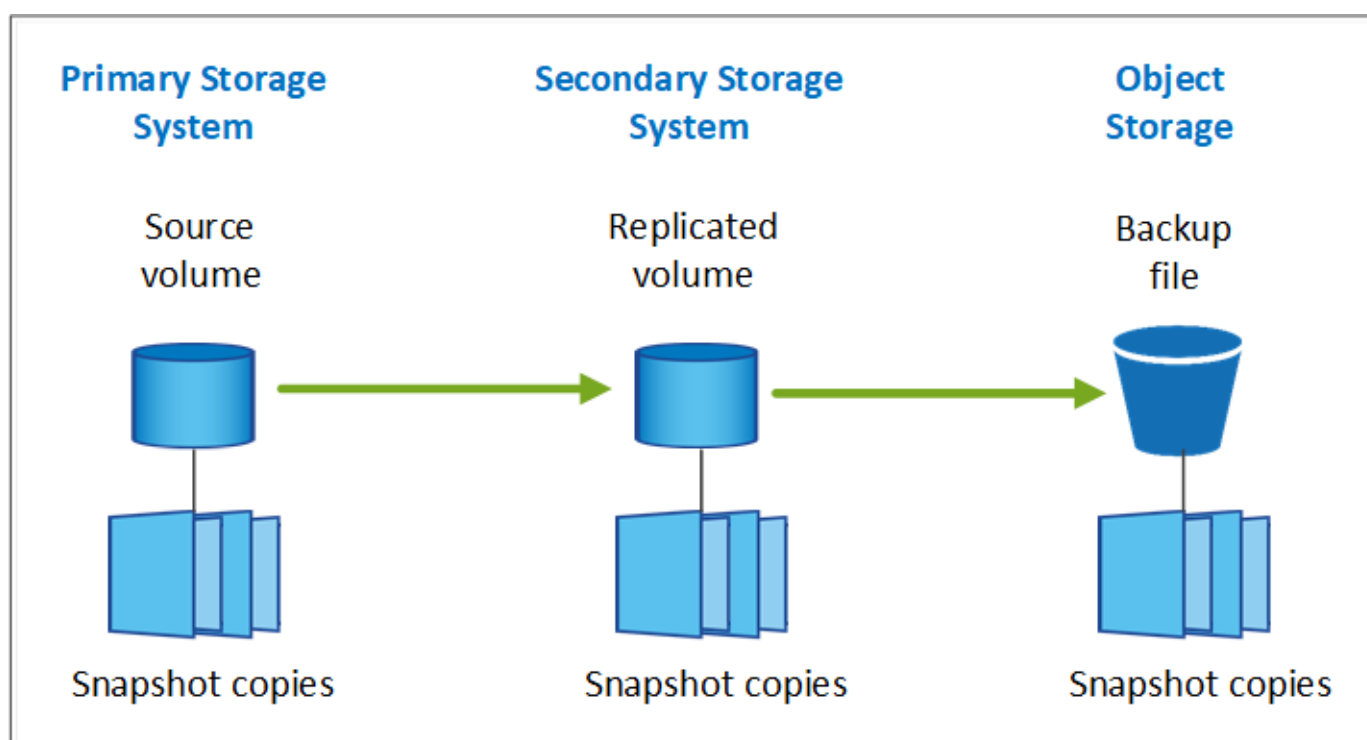 Primary Storage
System
Secondary Storage
System
Object
Storage
Source
volume
Replicated
volume
Backup
file
Snapshot copies
Snapshot copies
Snapshot copies